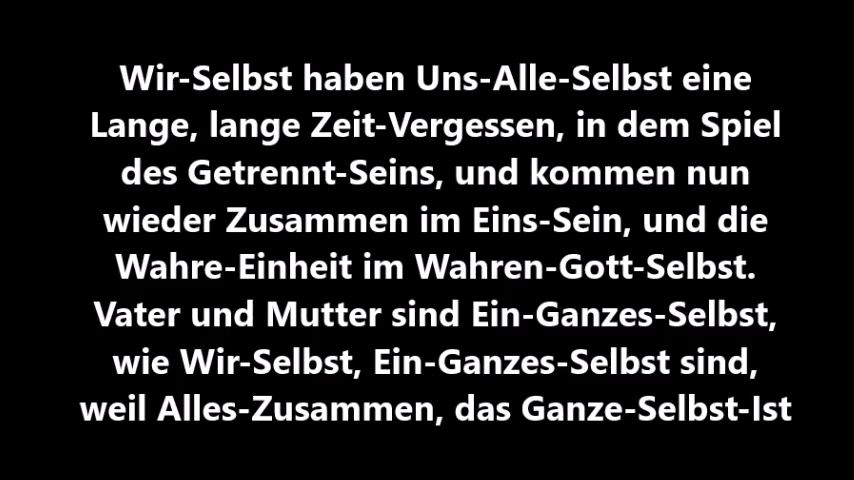 Wir-Selbst haben Uns-Alle-Selbst eine
Lange, lange Zeit-Vergessen, in dem Spiel
des Getrennt-Seins, und kommen nun
wieder Zusammen im Eins-Sein, und die
Wahre-Einheit im Wahren-Gott-Selbst.
Vater und Mutter sind Ein-Ganzes-Selbst,
wie Wir-Selbst, Ein-Ganzes-Selbst sind,
weil Alles-Zusammen, das Ganze-Selbst-Ist